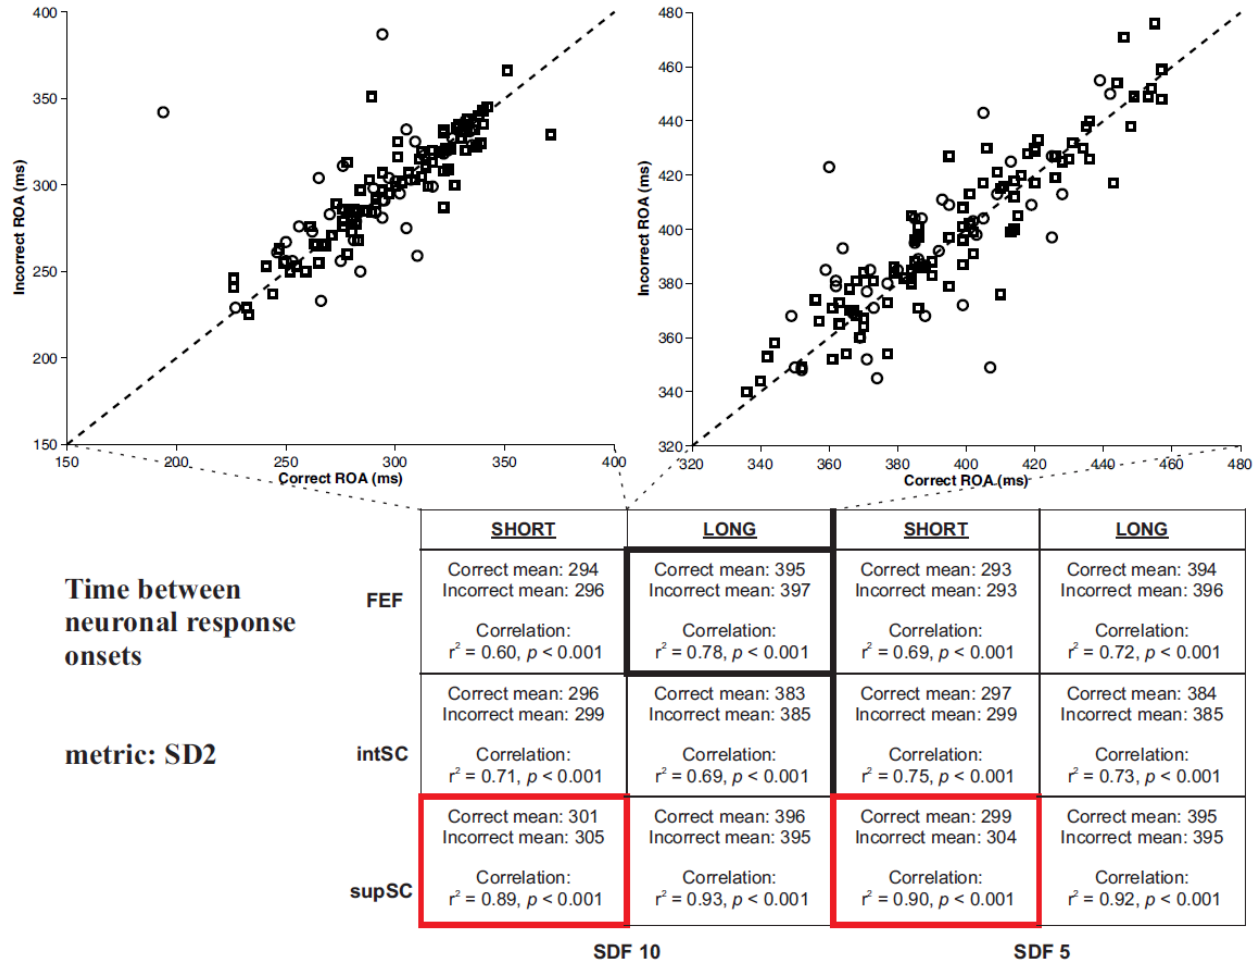 400
350
300
250
200
150
Incorrect ROA (ms)
150 200 250 300 350 400
Correct ROA (ms)
480
460
440
420
400
380
360
340
320
Incorrect ROA (ms)
320 340 360 380 400 420 440 460 480
Correct ROA (ms)
Time between
neuronal response
onsets
metric: SD2
SHORT LONG SHORT LONG
FEF
Correct mean: 294 Correct mean: 395 Correct mean: 293 Correct mean: 394
Incorrect mean: 296 Incorrect mean: 397 Incorrect mean: 293 Incorrect mean: 396
Correlation: Correlation: Correlation: Correlation:
r² = 0.60, p < 0.001 r² = 0.78, p < 0.001 r² = 0.69, p < 0.001 r² = 0.72, p < 0.001
intSC
Correct mean: 296 Correct mean: 383 Correct mean: 297 Correct mean: 384
Incorrect mean: 299 Incorrect mean: 385 Incorrect mean: 299 Incorrect mean: 385
Correlation: Correlation: Correlation: Correlation:
r² = 0.71, p < 0.001 r² = 0.69, p < 0.001 r² = 0.75, p < 0.001 r² = 0.73, p < 0.001
supSC
Correct mean: 301 Correct mean: 396 Correct mean: 299 Correct mean: 395
Incorrect mean: 305 Incorrect mean: 395 Incorrect mean: 304 Incorrect mean: 395
Correlation: Correlation: Correlation: Correlation:
r² = 0.89, p < 0.001 r² = 0.93, p < 0.001 r² = 0.90, p < 0.001 r² = 0.92, p < 0.001
SDF 10 SDF 5